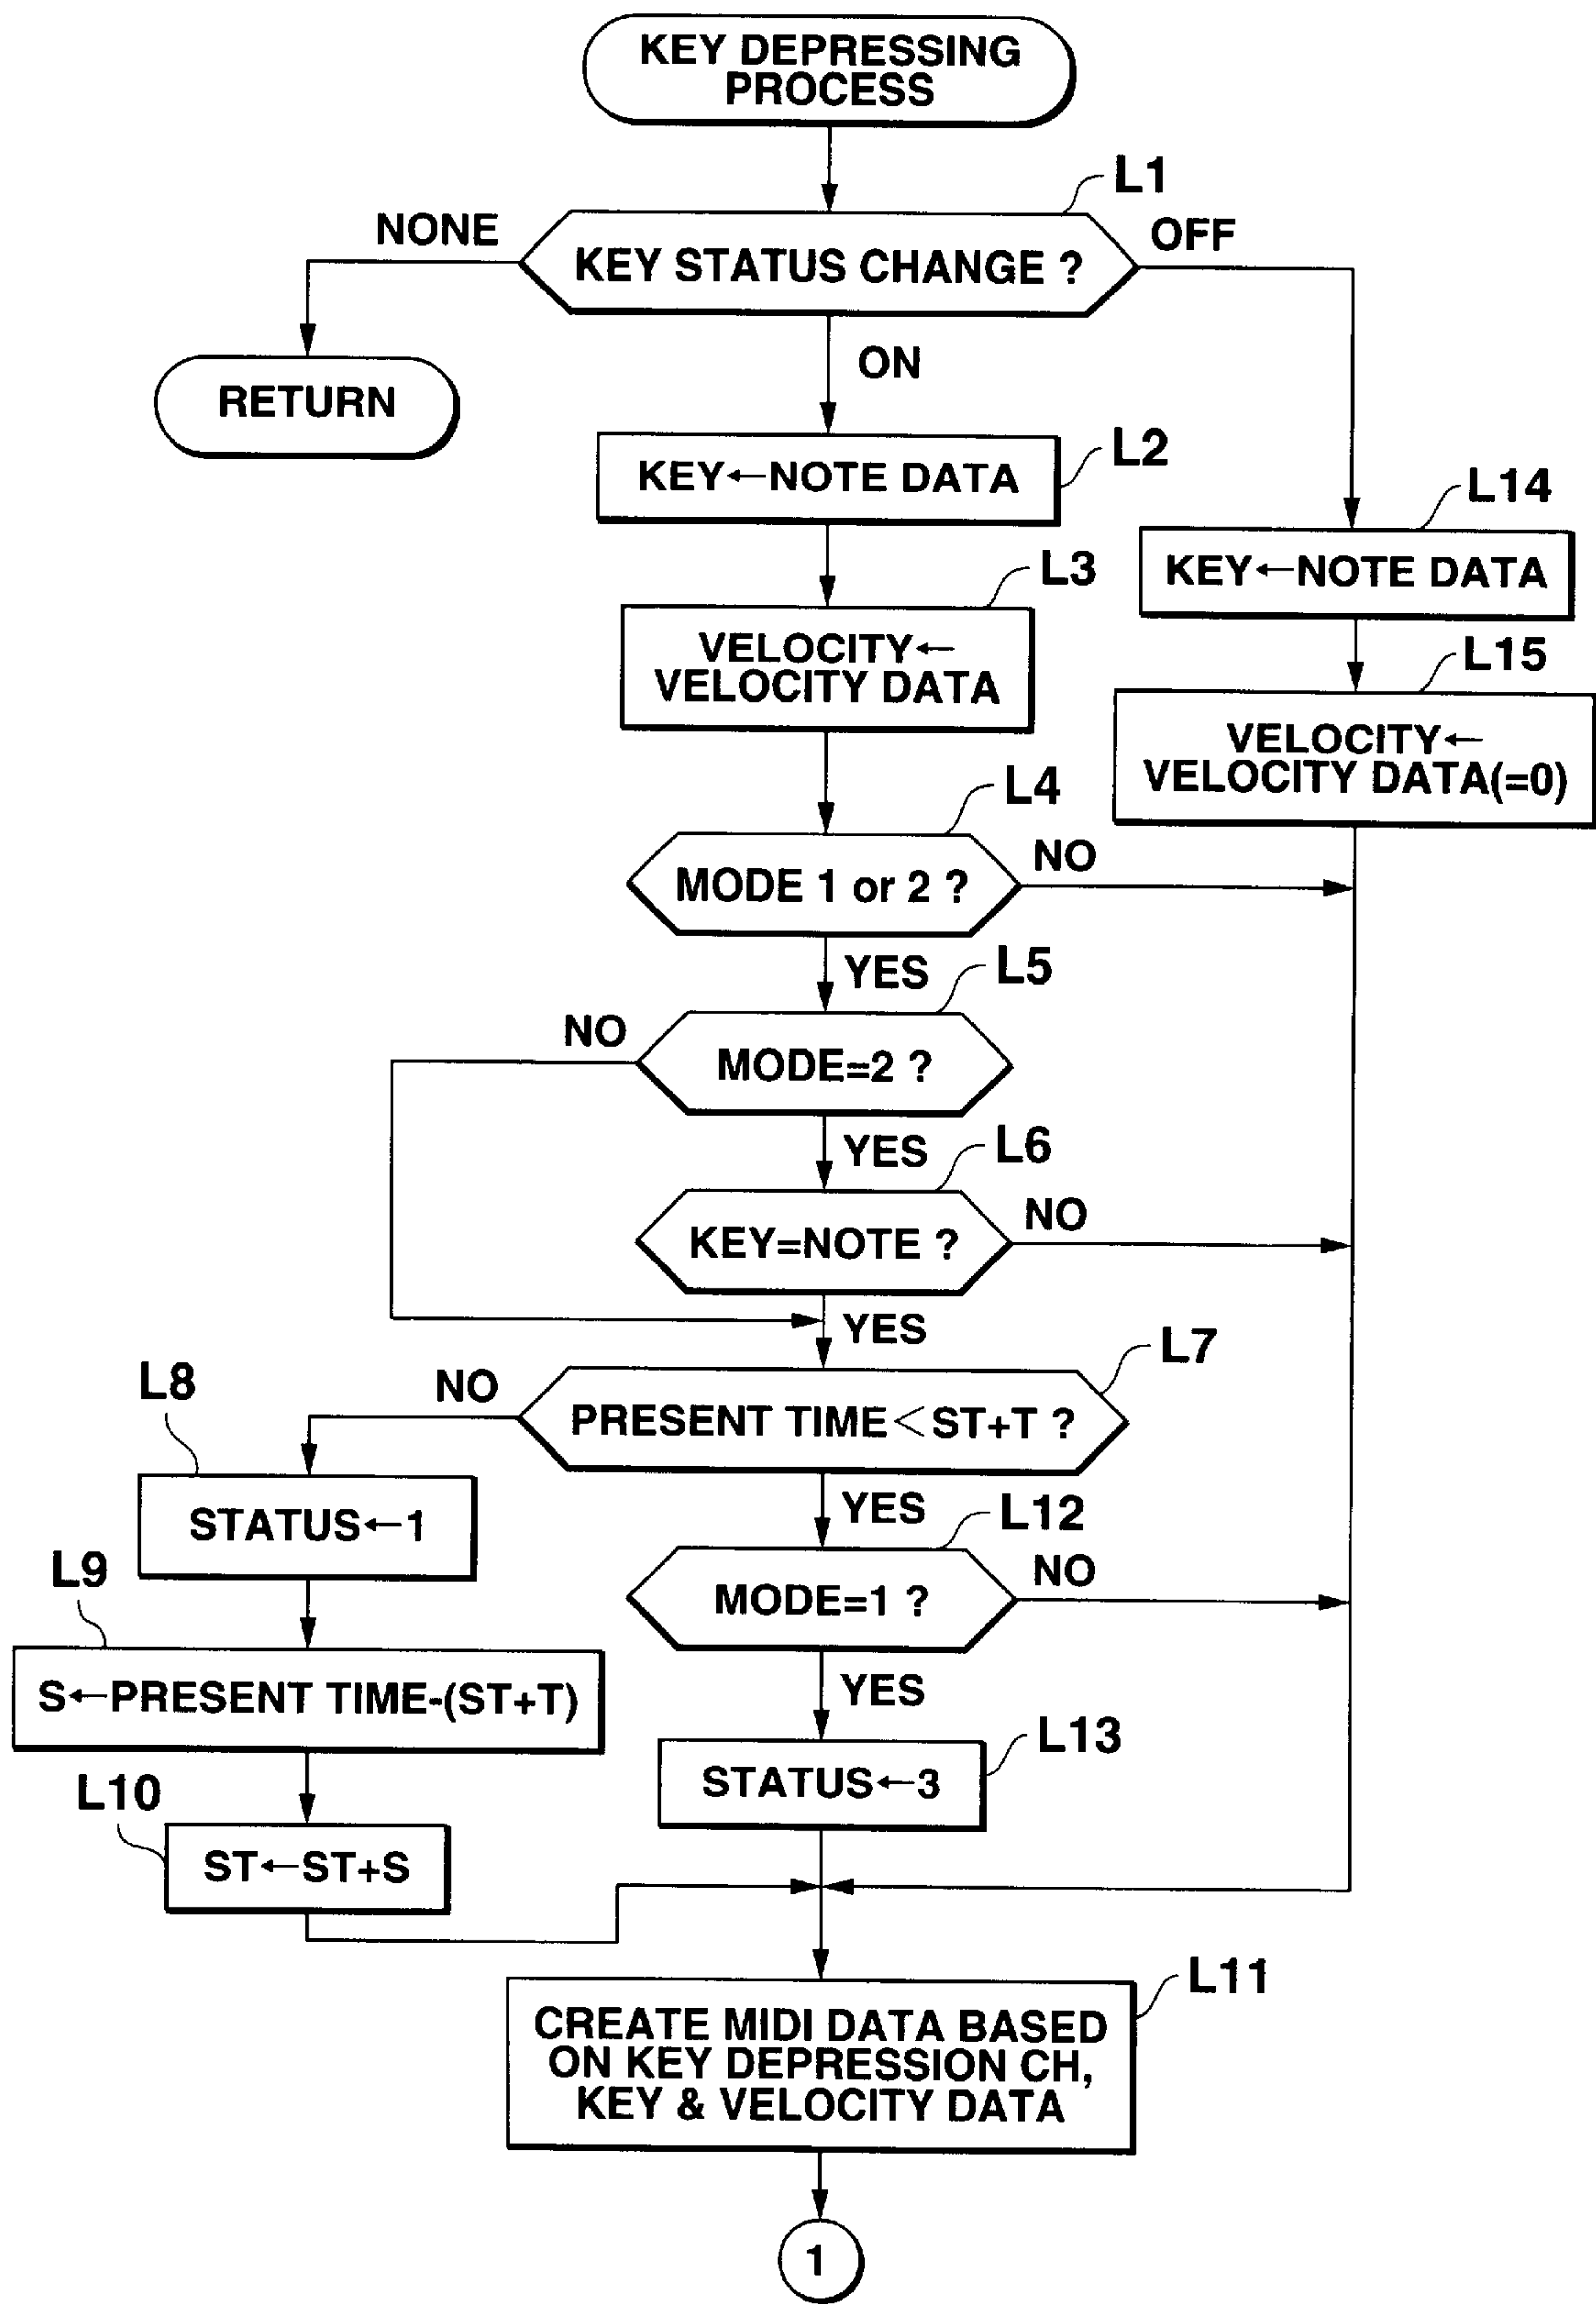 KEY DEPRESSING
PROCESS
L1
NONE
OFF
KEY STATUS CHANGE ?
ON
RETURN
L2
KEY←NOTE DATA
L14
KEY←NOTE DATA
L3
VELOCITY←
VELOCITY DATA
L15
VELOCITY←
VELOCITY DATA(=0)
L4
MODE 1 or 2 ?
NO
YES
L5
NO
MODE=2 ?
YES
L6
KEY=NOTE ?
NO
YES
L7
NO
PRESENT TIME<ST+T ?
L8
STATUS←1
YES
L12
MODE=1 ?
NO
L9
S←PRESENT TIME-(ST+T)
YES
L13
STATUS←3
L10
ST←ST+S
L11
CREATE MIDI DATA BASED
ON KEY DEPRESSION CH,
KEY & VELOCITY DATA
1